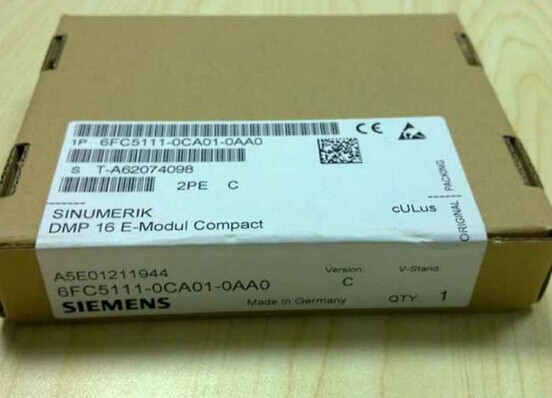 1P 6FC5111-0CA01-0AA0
CE
S T-A62074098
2PE C
SINUMERIK
DMP 16 E-Modul Compact
cULus
ORIGINAL PACKING
A5E01211944
6FC5111-0CA01-0AA0
SIEMENS
Made in Germany
Version
C
V-Stand
QTY: 1